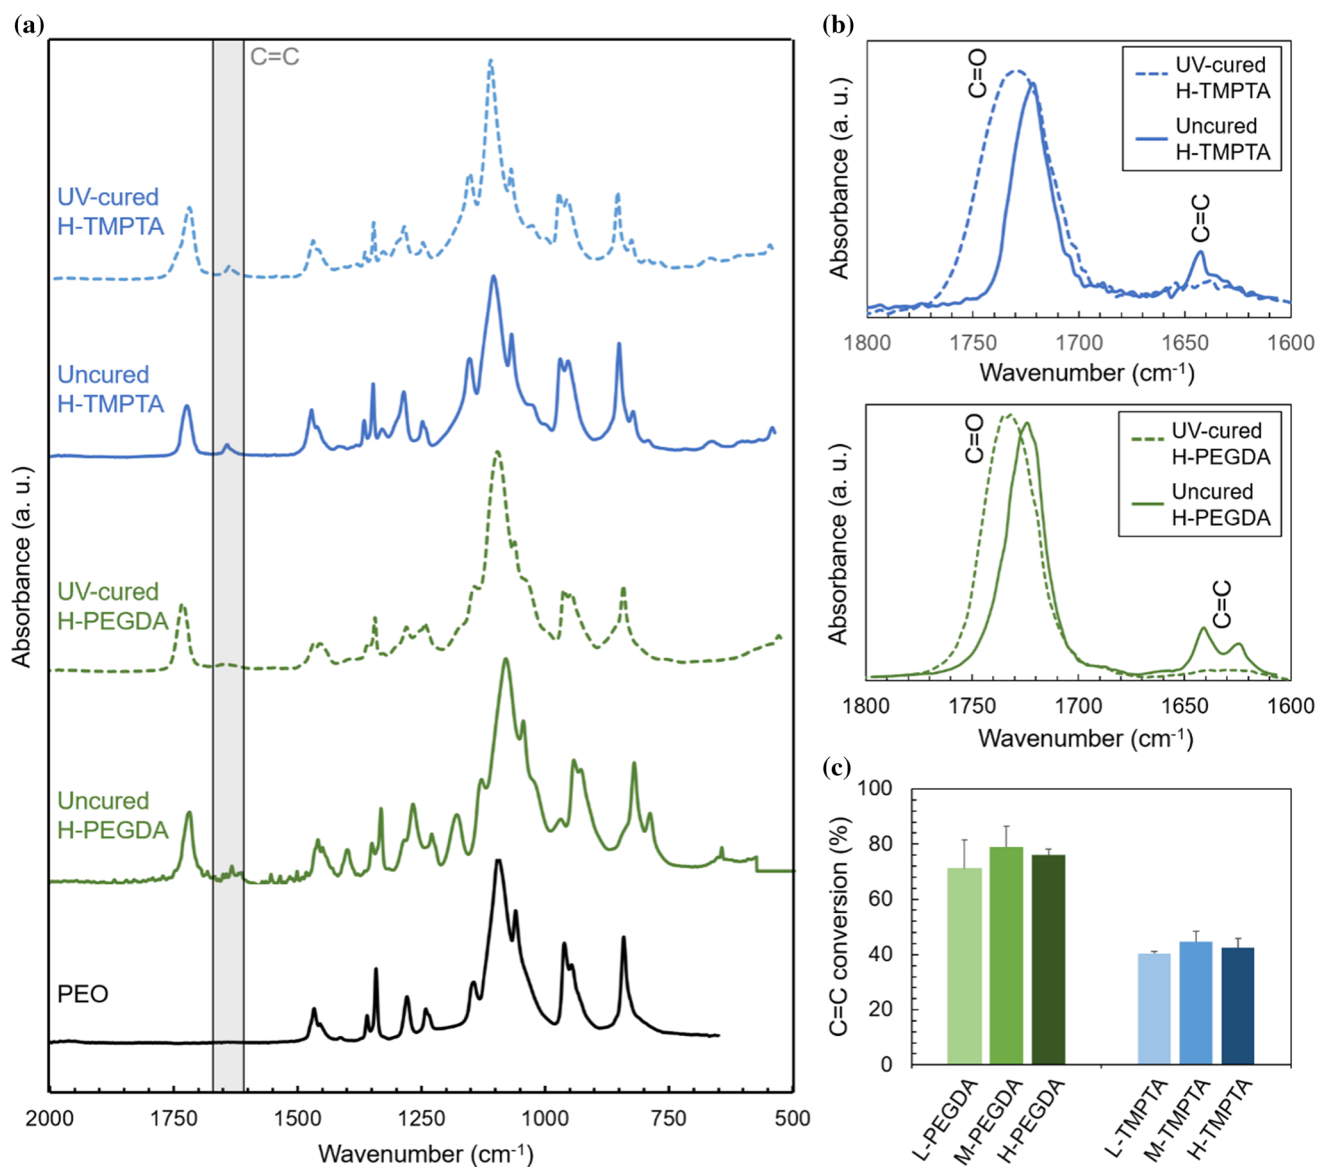 (a)
C=C
UV-cured
H-TMPTA
Uncured
H-TMPTA
UV-cured
H-PEGDA
Uncured
H-PEGDA
PEO
Absorbance (a. u.)
2000 1750 1500 1250 1000 750 500
Wavenumber (cm-1)
(b)
C=O
UV-cured
H-TMPTA
Uncured
H-TMPTA
C=C
Absorbance (a. u.)
1800 1750 1700 1650 1600
Wavenumber (cm-1)
C=O
UV-cured
H-PEGDA
Uncured
H-PEGDA
C=C
Absorbance (a. u.)
1800 1750 1700 1650 1600
Wavenumber (cm-1)
(c)
C=C conversion (%)
100
80
60
40
20
0
L-PEGDA M-PEGDA H-PEGDA L-TMPTA M-TMPTA H-TMPTA